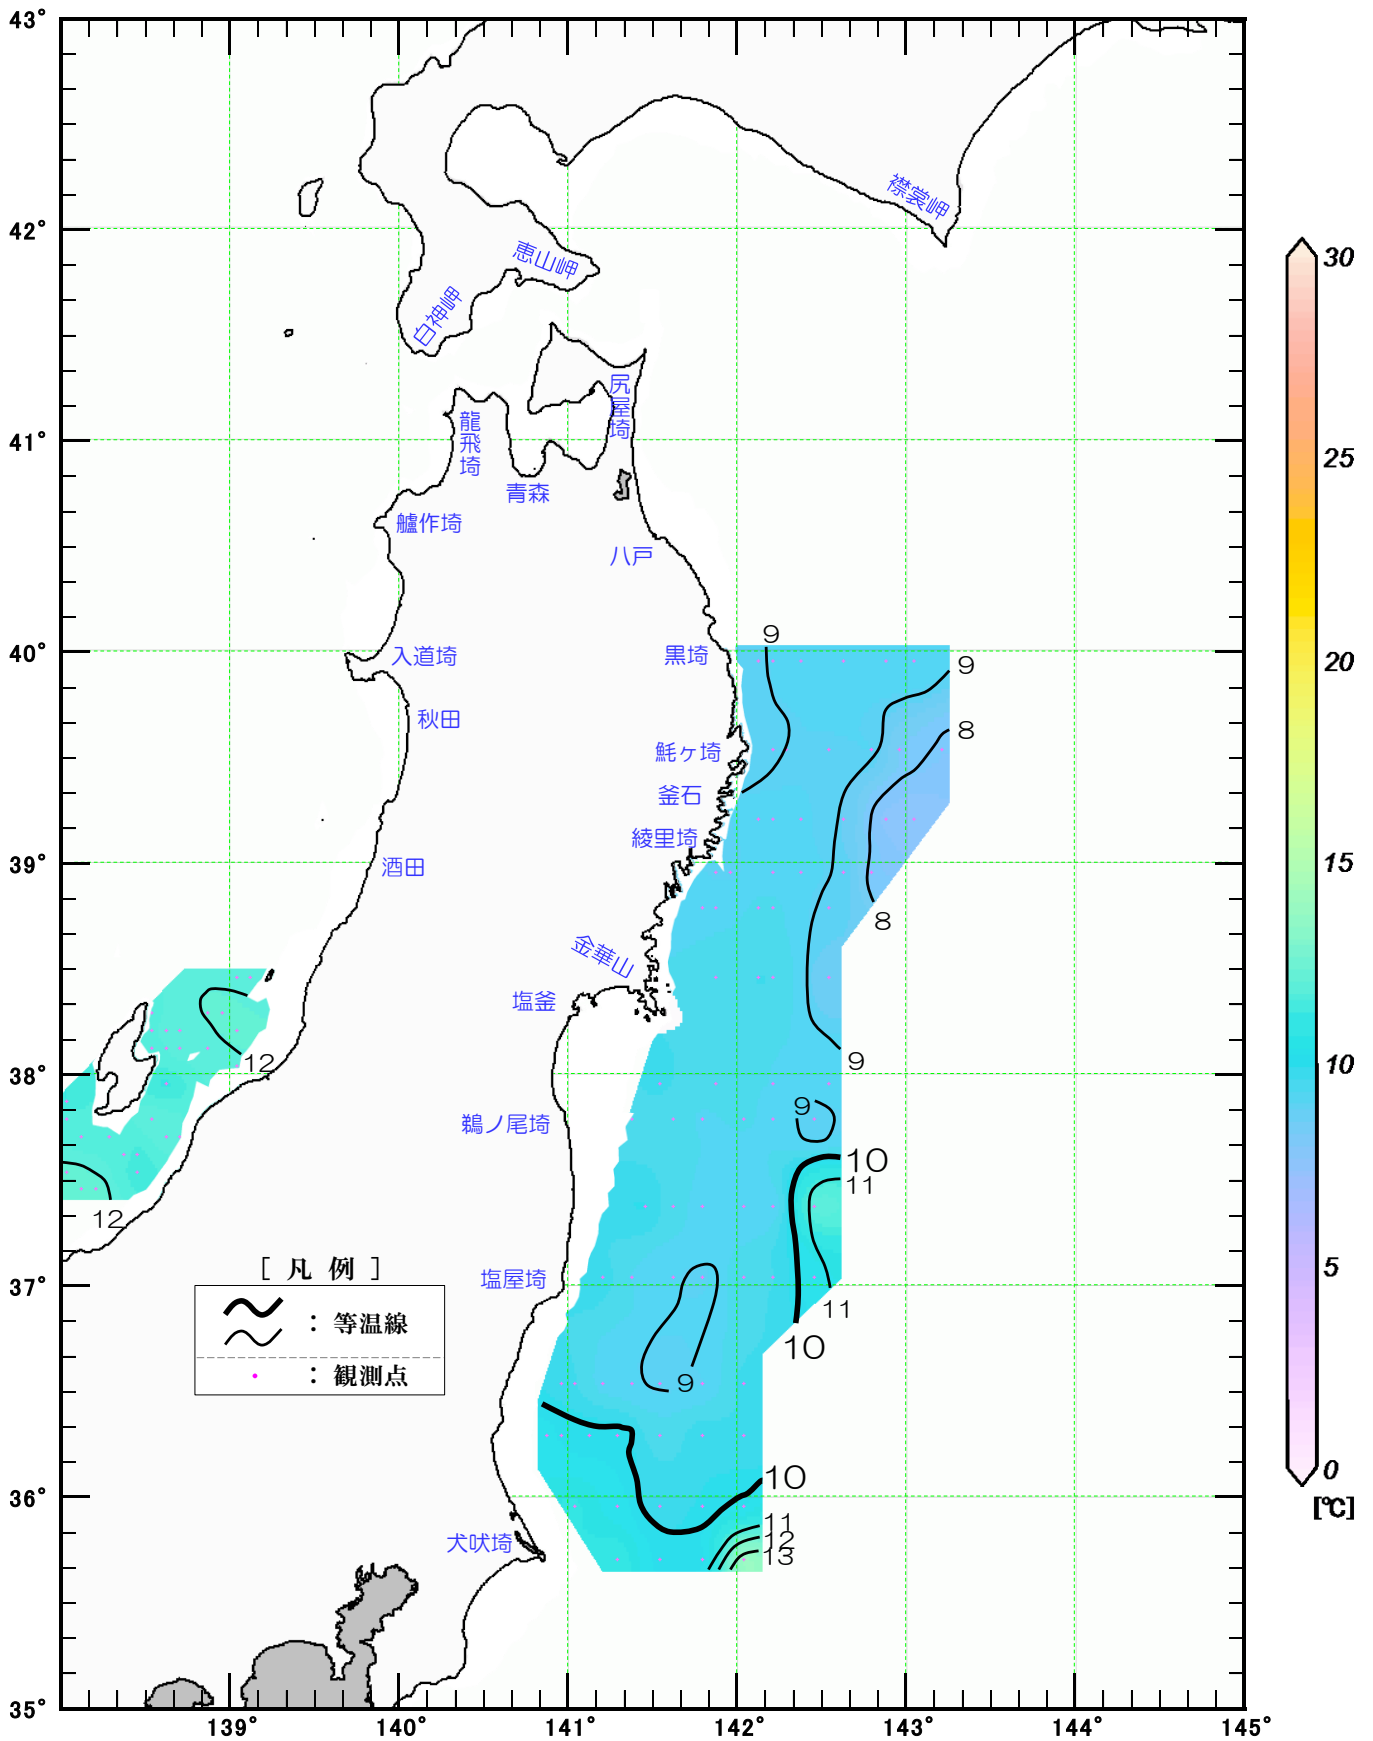 43°
42°
41°
40°
39°
38°
37°
36°
35°
139°
140°
141°
142°
143°
144°
145°
襟裳岬
恵山岬
白神岬
尻屋埼
龍飛埼
青森
艫作埼
八戸
入道埼
黒埼
秋田
魹ヶ埼
釜石
綾里埼
酒田
金華山
塩釜
鵜ノ尾埼
塩屋埼
犬吠埼
9
9
8
8
9
9
10
11
11
10
9
10
11
12
13
12
12
[ 凡 例 ]
: 等温線
: 観測点
30
25
20
15
10
5
0
[℃]